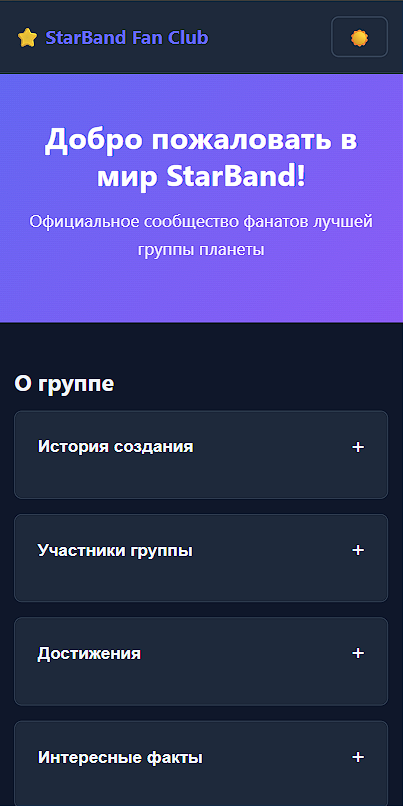 StarBand Fan Club
Добро пожаловать в
мир StarBand!
Официальное сообщество фанатов лучшей
группы планеты
О группе
История создания +
Участники группы +
Достижения +
Интересные факты +